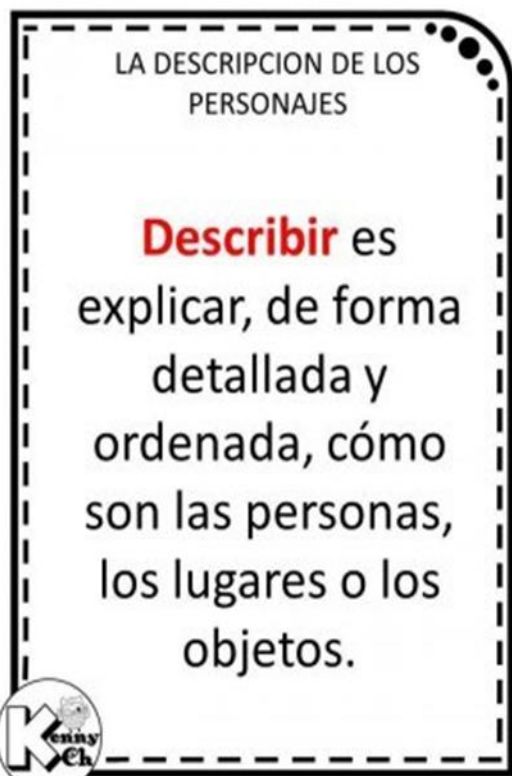 LA DESCRIPCION DE LOS
PERSONAJES
Describir es
explicar, de forma
detallada y
ordenada, cómo
son las personas,
los lugares o los
objetos.
Kenny
Ch